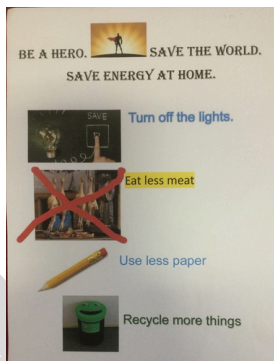 BE A HERO. SAVE THE WORLD.
SAVE ENERGY AT HOME.
SAVE
Turn off the lights.
Eat less meat
Use less paper
Recycle more things